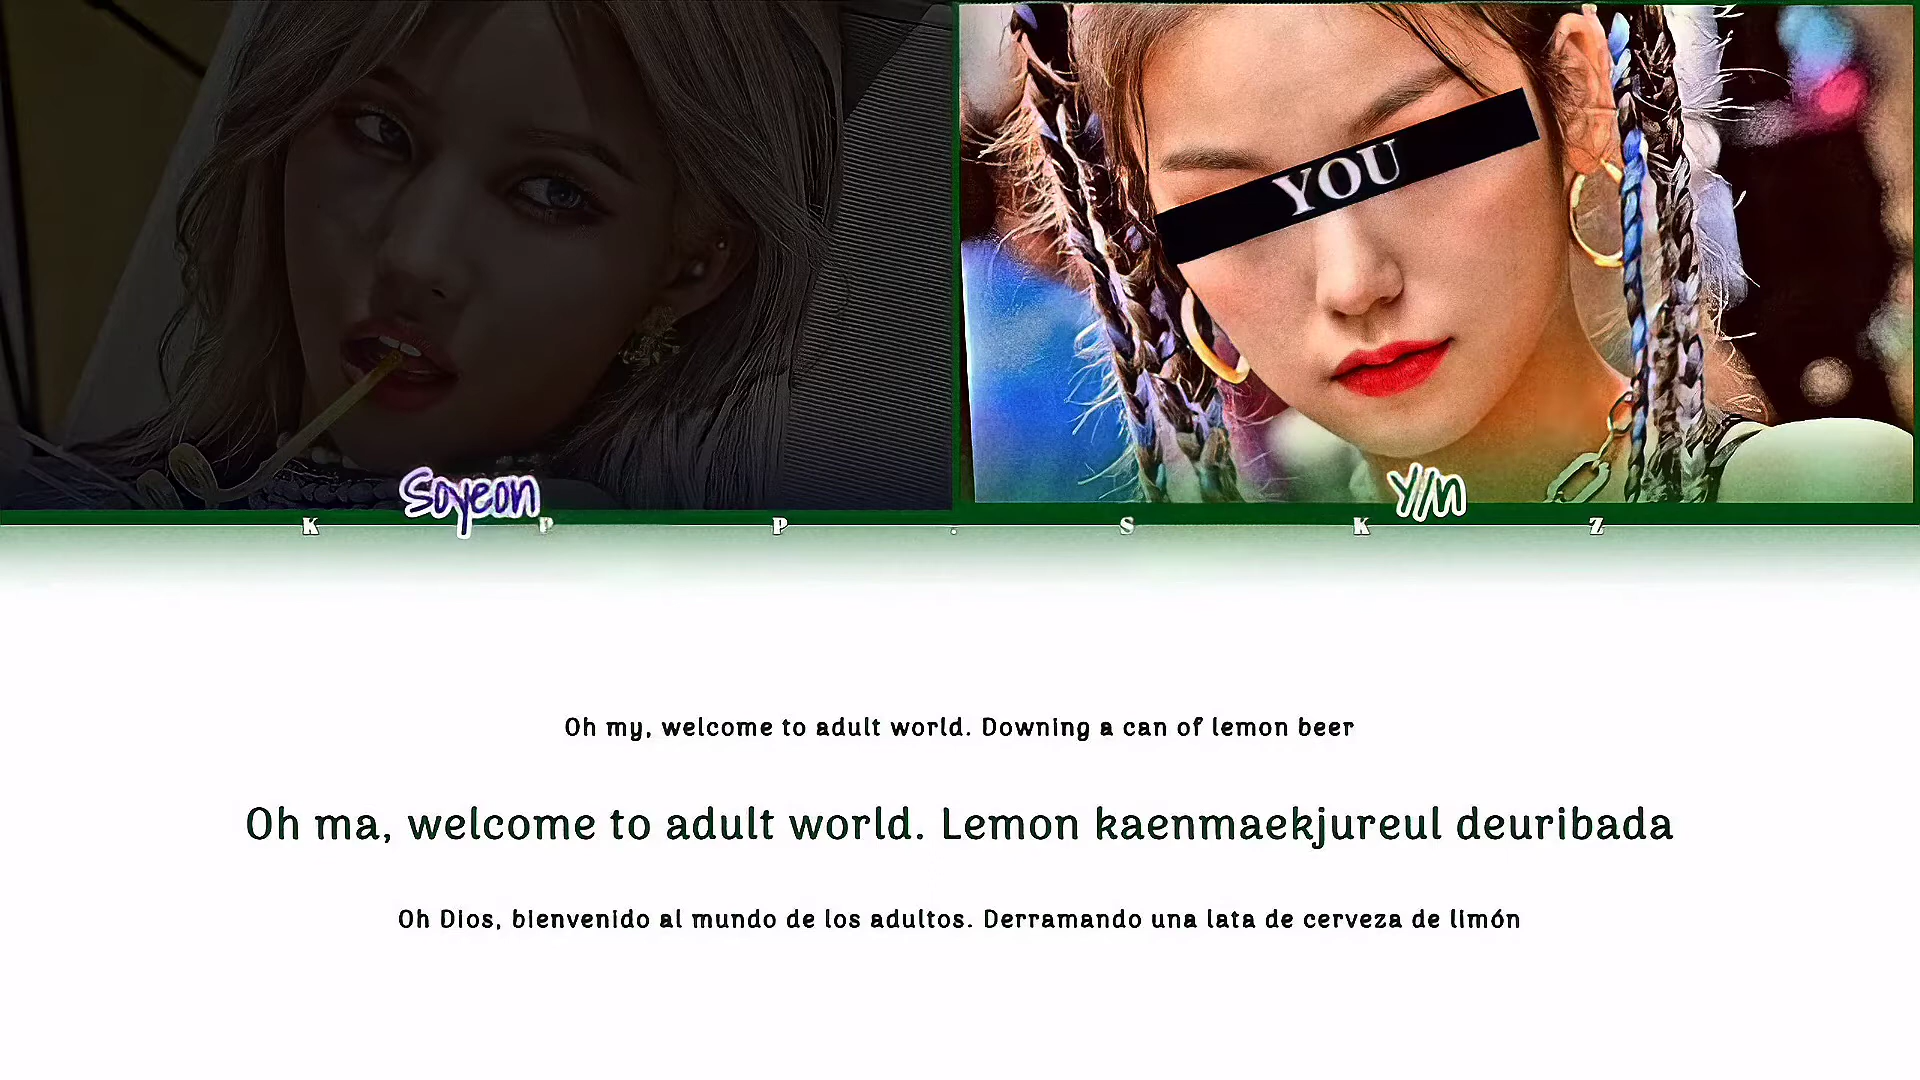 YOU
Soyeon
Y/n
K P P . S K Z
Oh my, welcome to adult world. Downing a can of lemon beer
Oh ma, welcome to adult world. Lemon kaenmaekjureul deuribada
Oh Dios, bienvenido al mundo de los adultos. Derramando una lata de cerveza de limón